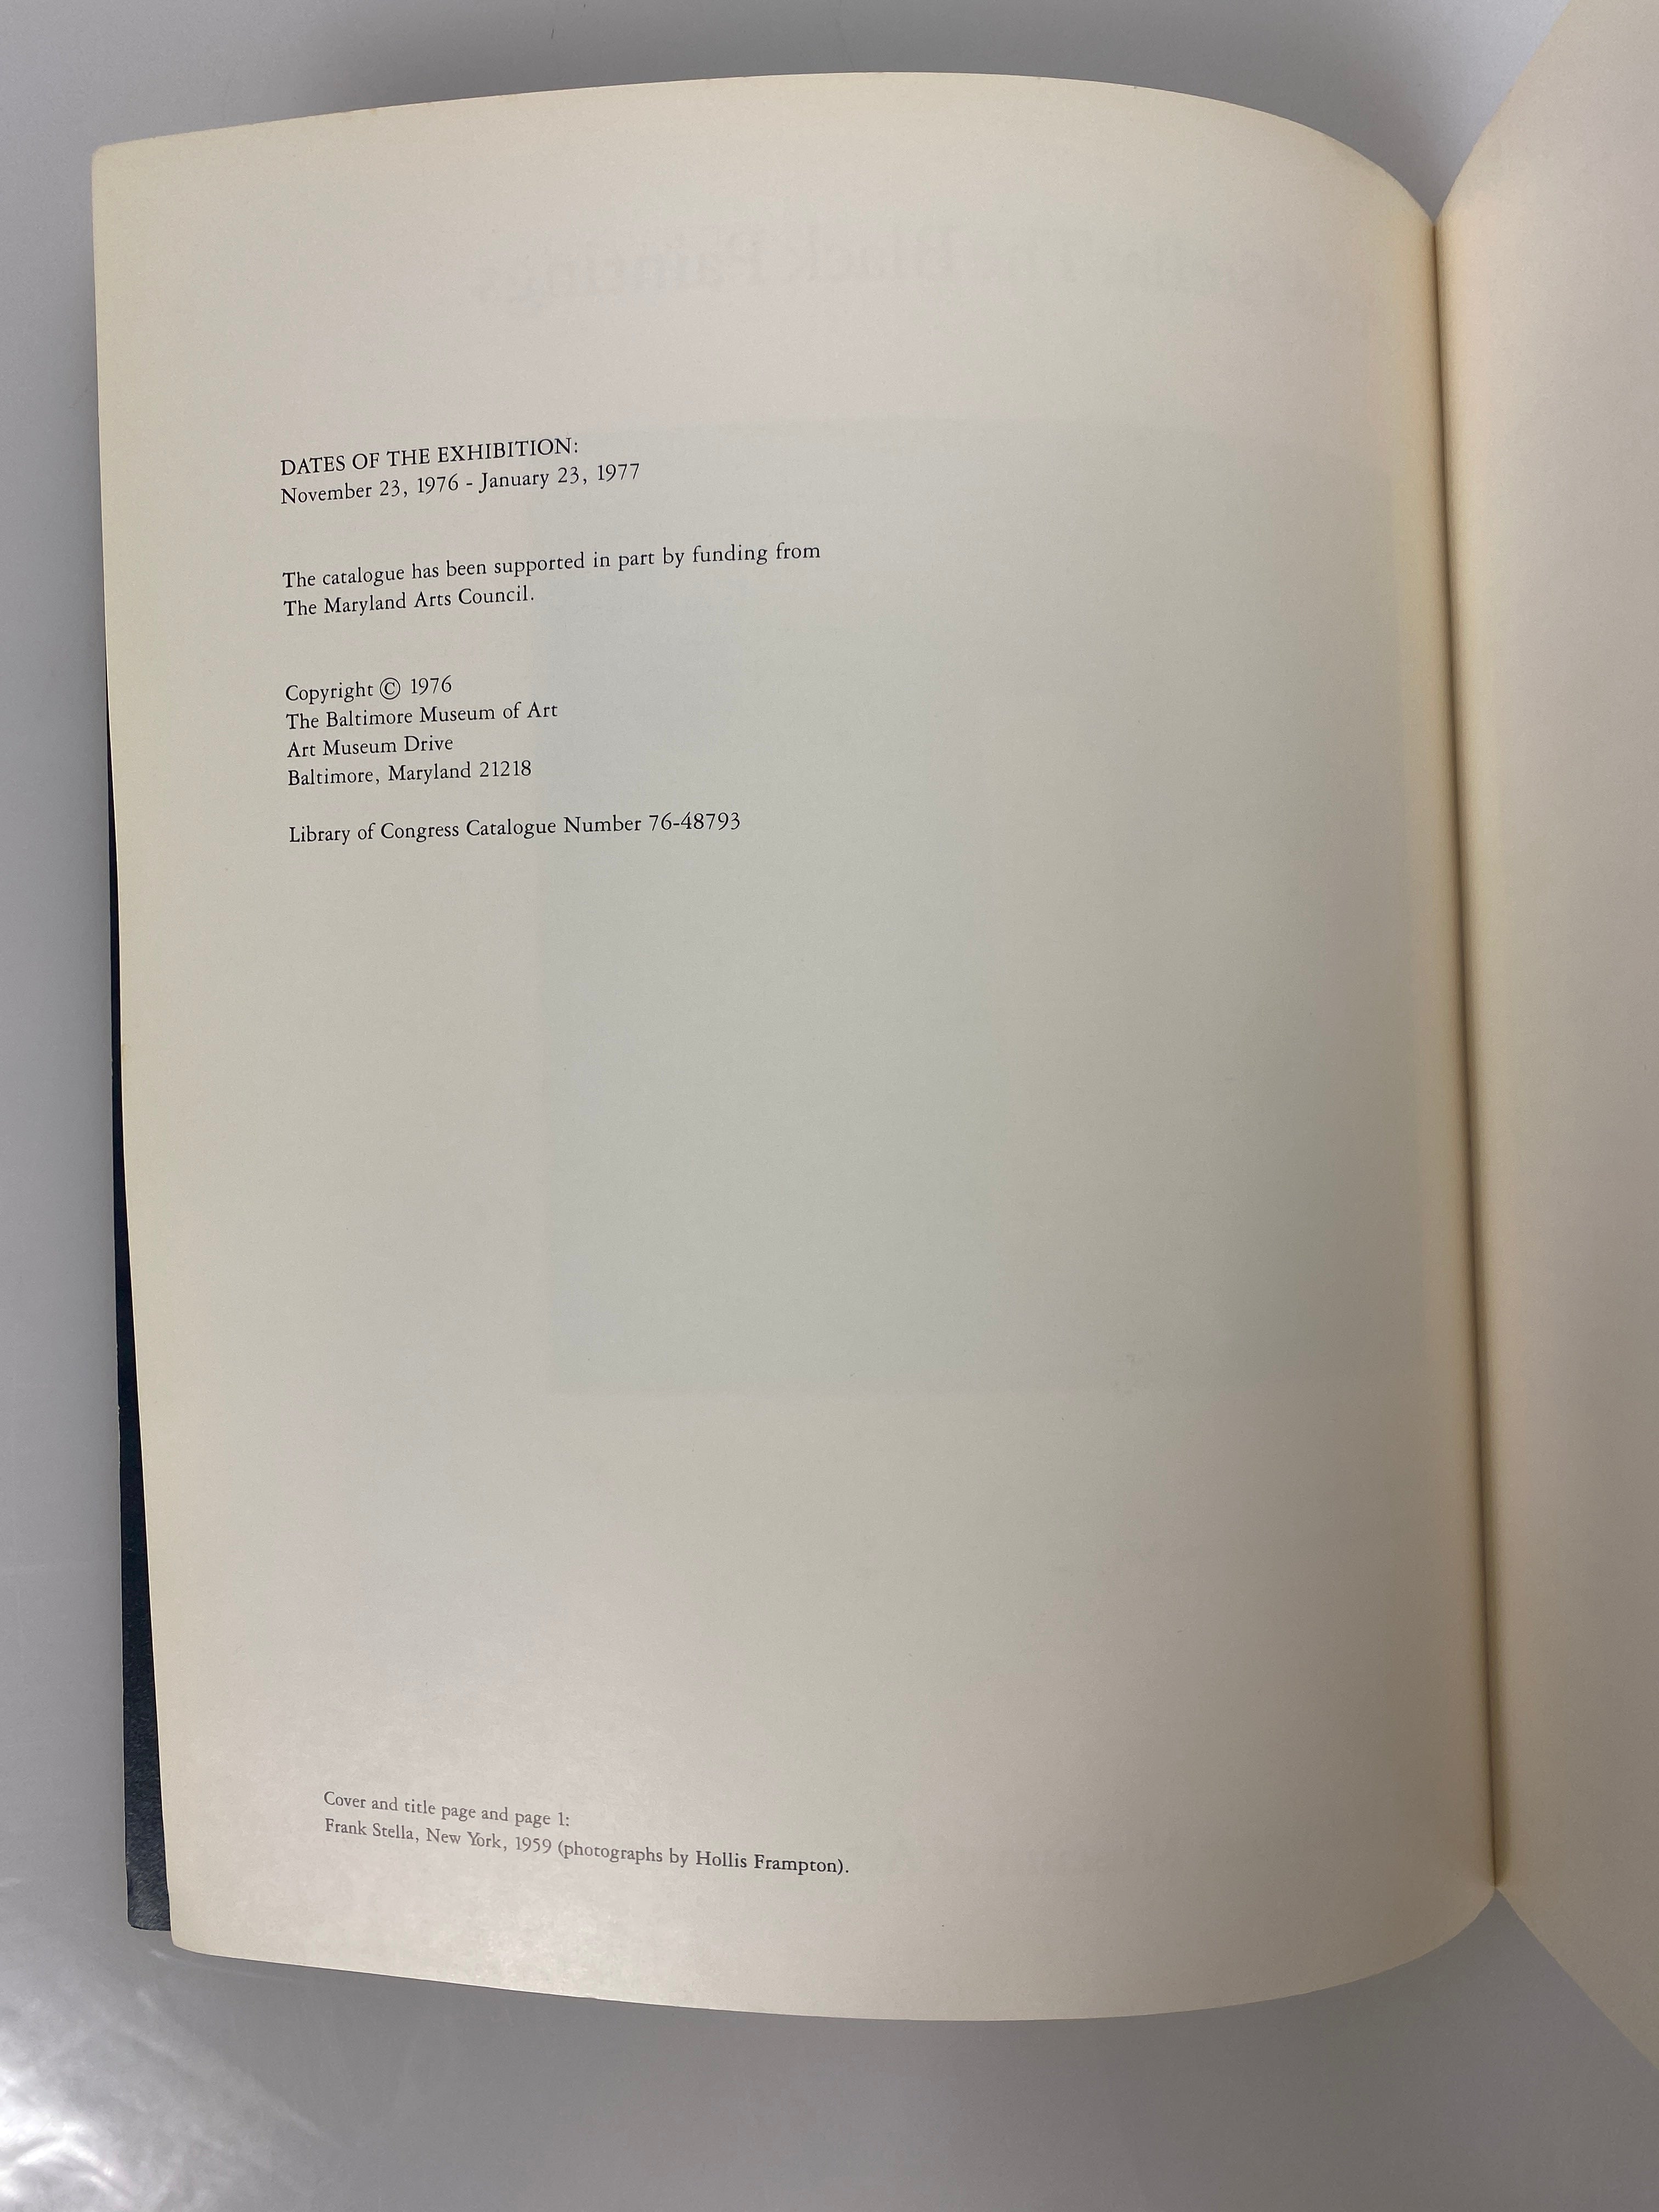 DATES OF THE EXHIBITION:
November 23, 1976 - January 23, 1977
The catalogue has been supported in part by funding from
The Maryland Arts Council.
Copyright © 1976
The Baltimore Museum of Art
Art Museum Drive
Baltimore, Maryland 21218
Library of Congress Catalogue Number 76-48793
Cover and title page and page 1:
Frank Stella, New York, 1959 (photographs by Hollis Frampton).